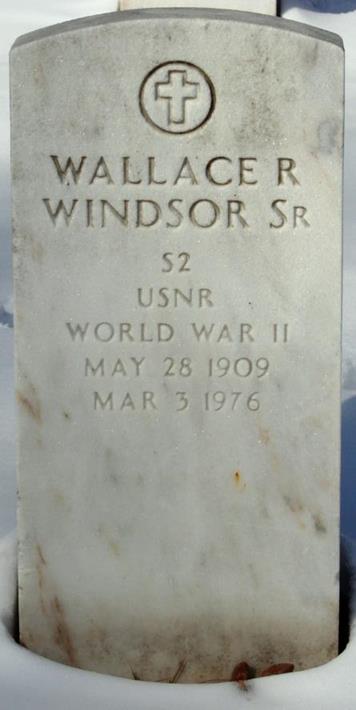 WALLACE R
WINDSOR SR
S2
USNR
WORLD WAR II
MAY 28 1909
MAR 3 1976